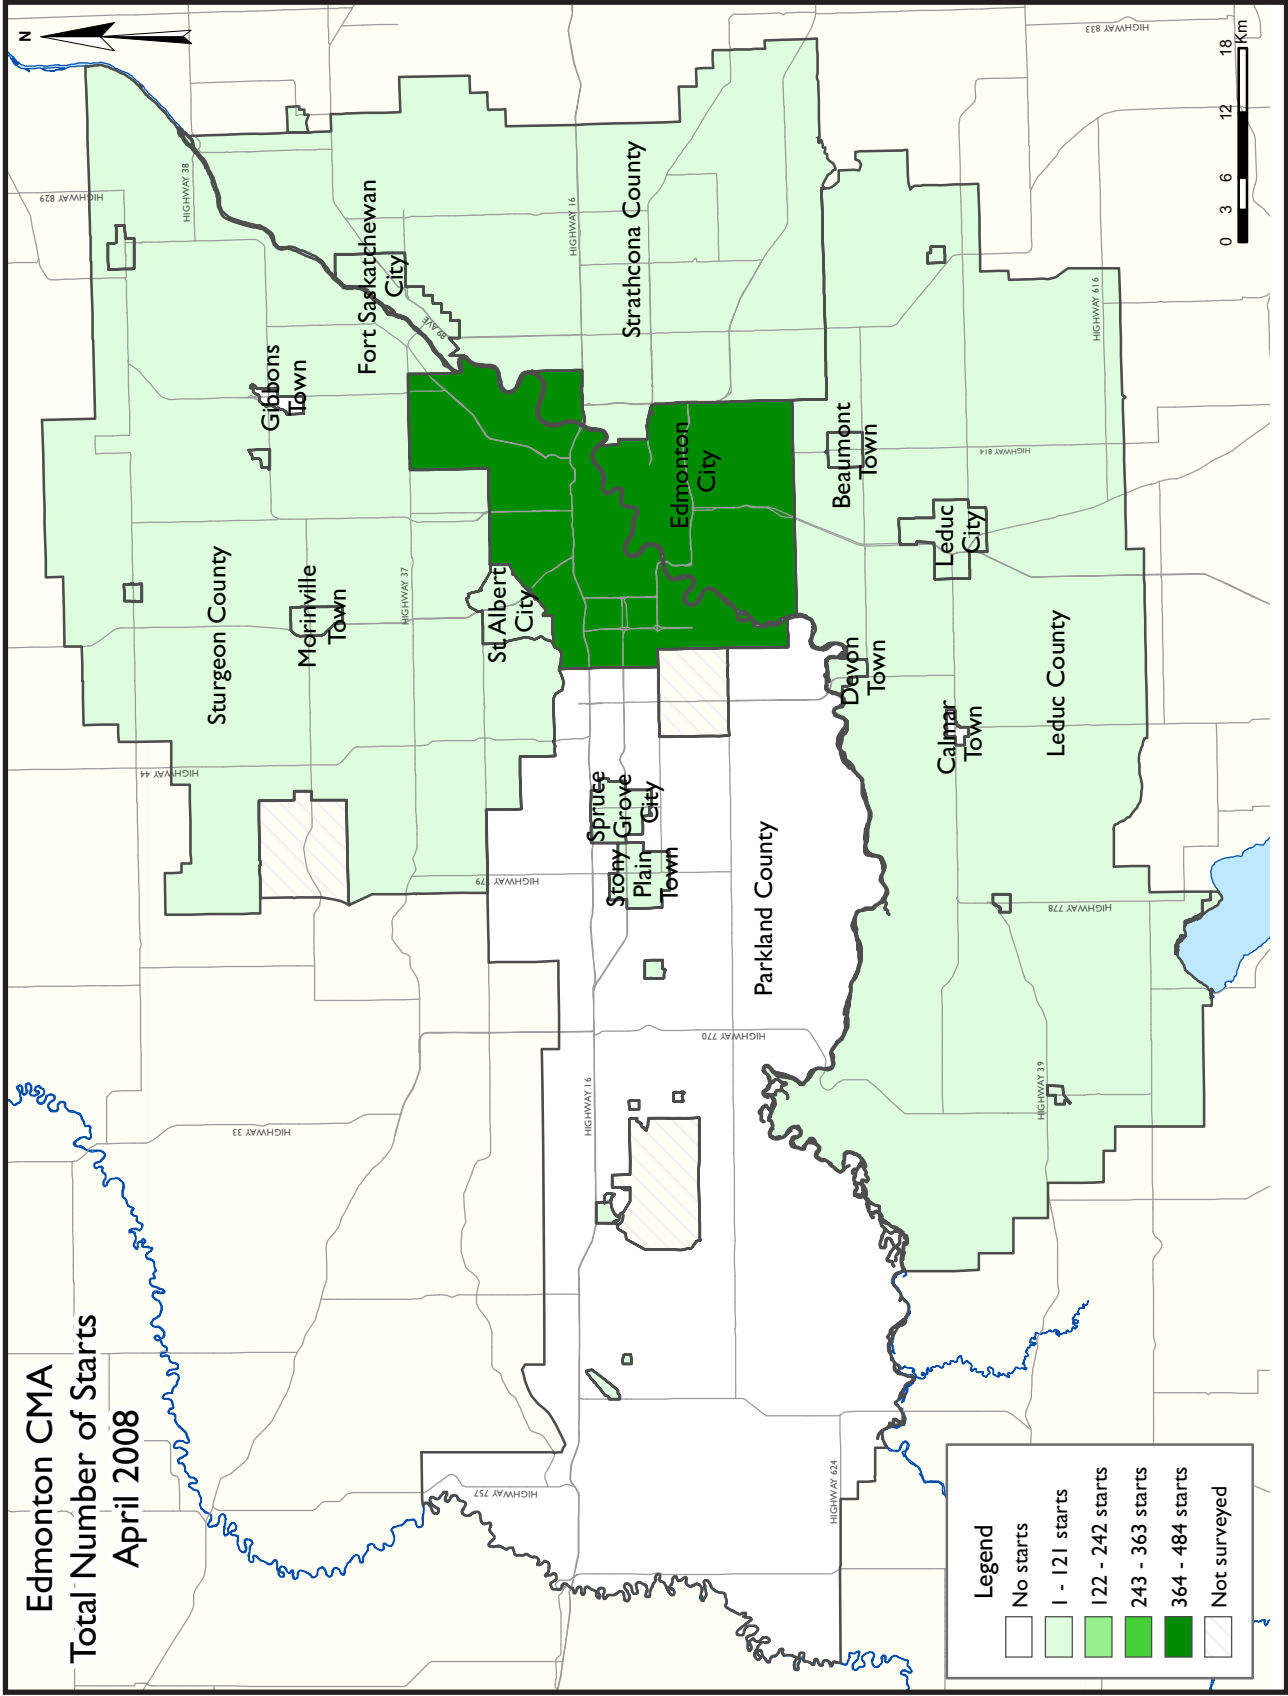 Edmonton CMA
Total Number of Starts
April 2008
N
HIGHWAY 829
HIGHWAY 38
HIGHWAY 44
HIGHWAY 33
HIGHWAY 37
HIGHWAY 779
HIGHWAY 757
HIGHWAY 16
HIGHWAY 16
HIGHWAY 770
HIGHWAY 624
HIGHWAY 833
HIGHWAY 616
HIGHWAY 814
HIGHWAY 778
HIGHWAY 39
89 AVE
Sturgeon County
Morinville
Town
Gibbons
Town
Fort Saskatchewan
City
St. Albert
City
Strathcona County
Edmonton
City
Spruce
Grove
City
Stony
Plain
Town
Parkland County
Beaumont
Town
Leduc
City
Devon
Town
Calmar
Town
Leduc County
Legend
No starts
1 - 121 starts
122 - 242 starts
243 - 363 starts
364 - 484 starts
Not surveyed
0 3 6 12 18
Km